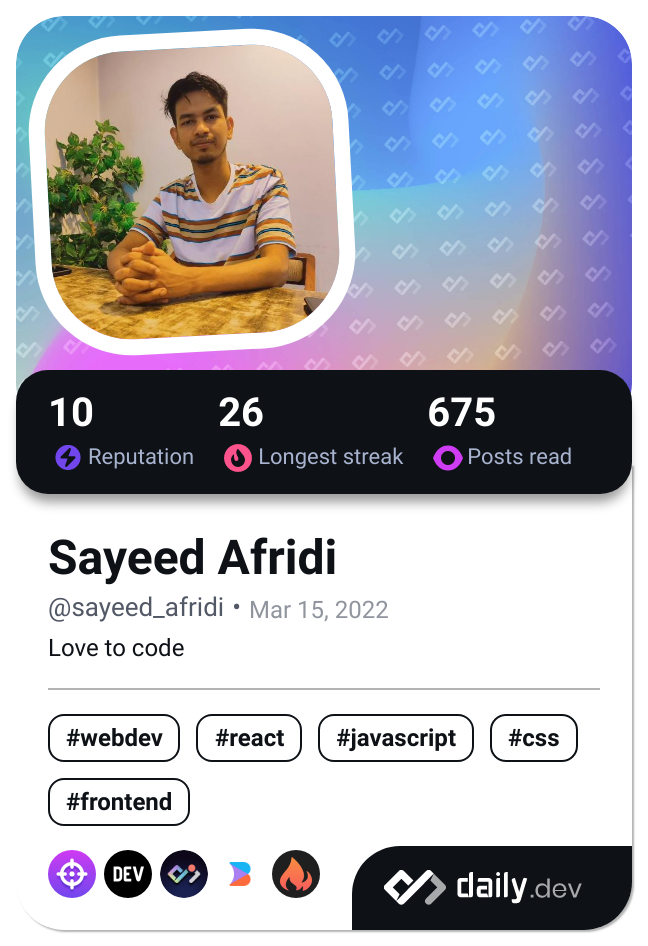 10 26 675
Reputation Longest streak Posts read
Sayeed Afridi
@sayeed_afridi • Mar 15, 2022
Love to code
#webdev #react #javascript #css
#frontend
DEV daily.dev